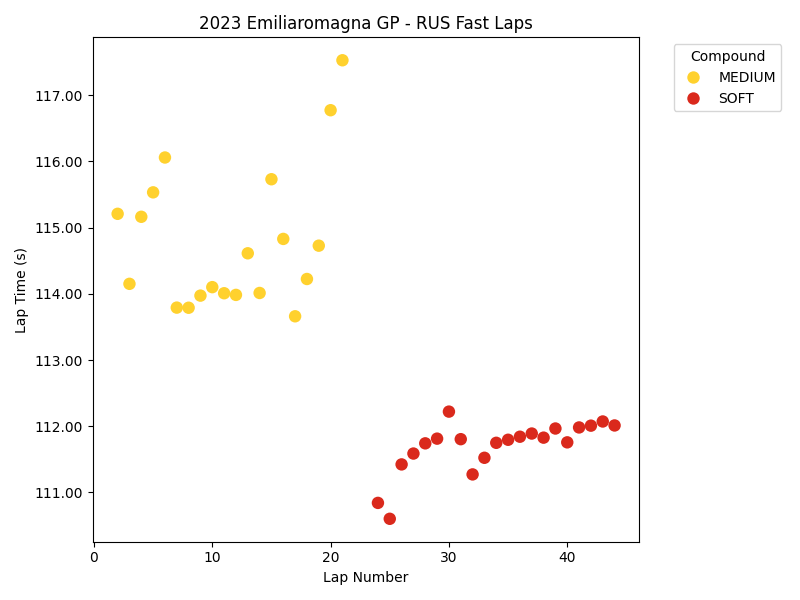 2023 Emiliaromagna GP - RUS Fast Laps
Compound
MEDIUM
SOFT
Lap Time (s)
117.00
116.00
115.00
114.00
113.00
112.00
111.00
0 10 20 30 40
Lap Number